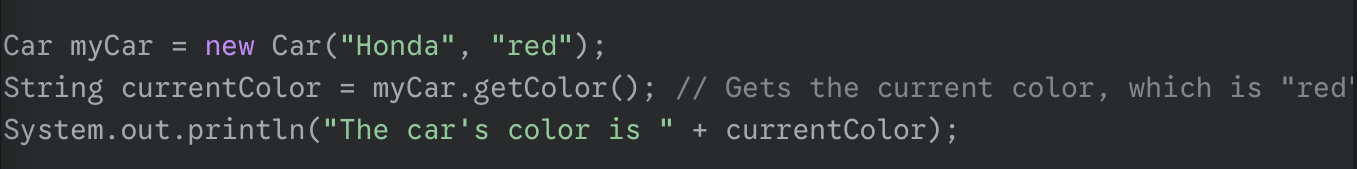 Car myCar = new Car("Honda", "red");
String currentColor = myCar.getColor(); // Gets the current color, which is "red"
System.out.println("The car's color is " + currentColor);